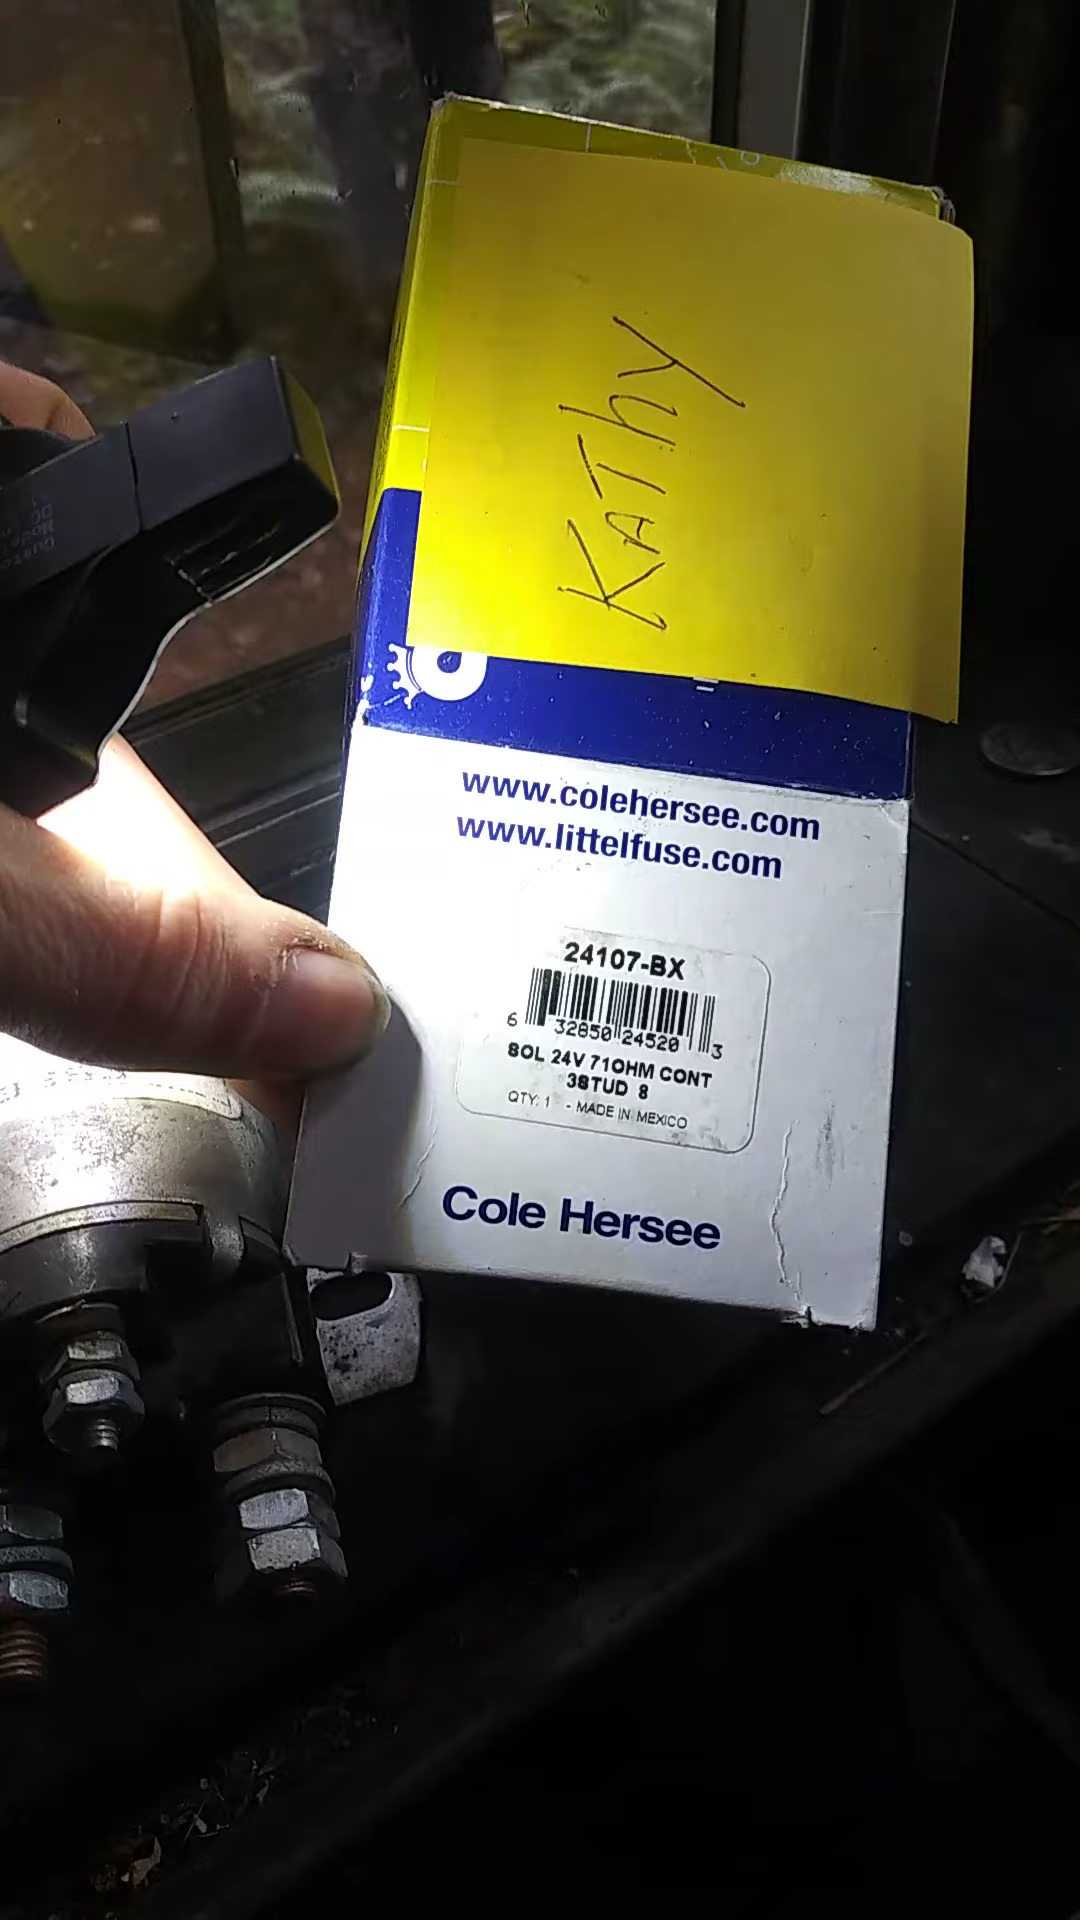 KATHY
www.colehersee.com
www.littelfuse.com
24107-BX
6 32850 24520 3
SOL 24V 71OHM CONT
3STUD 8
QTY: 1 - MADE IN MEXICO
Cole Hersee